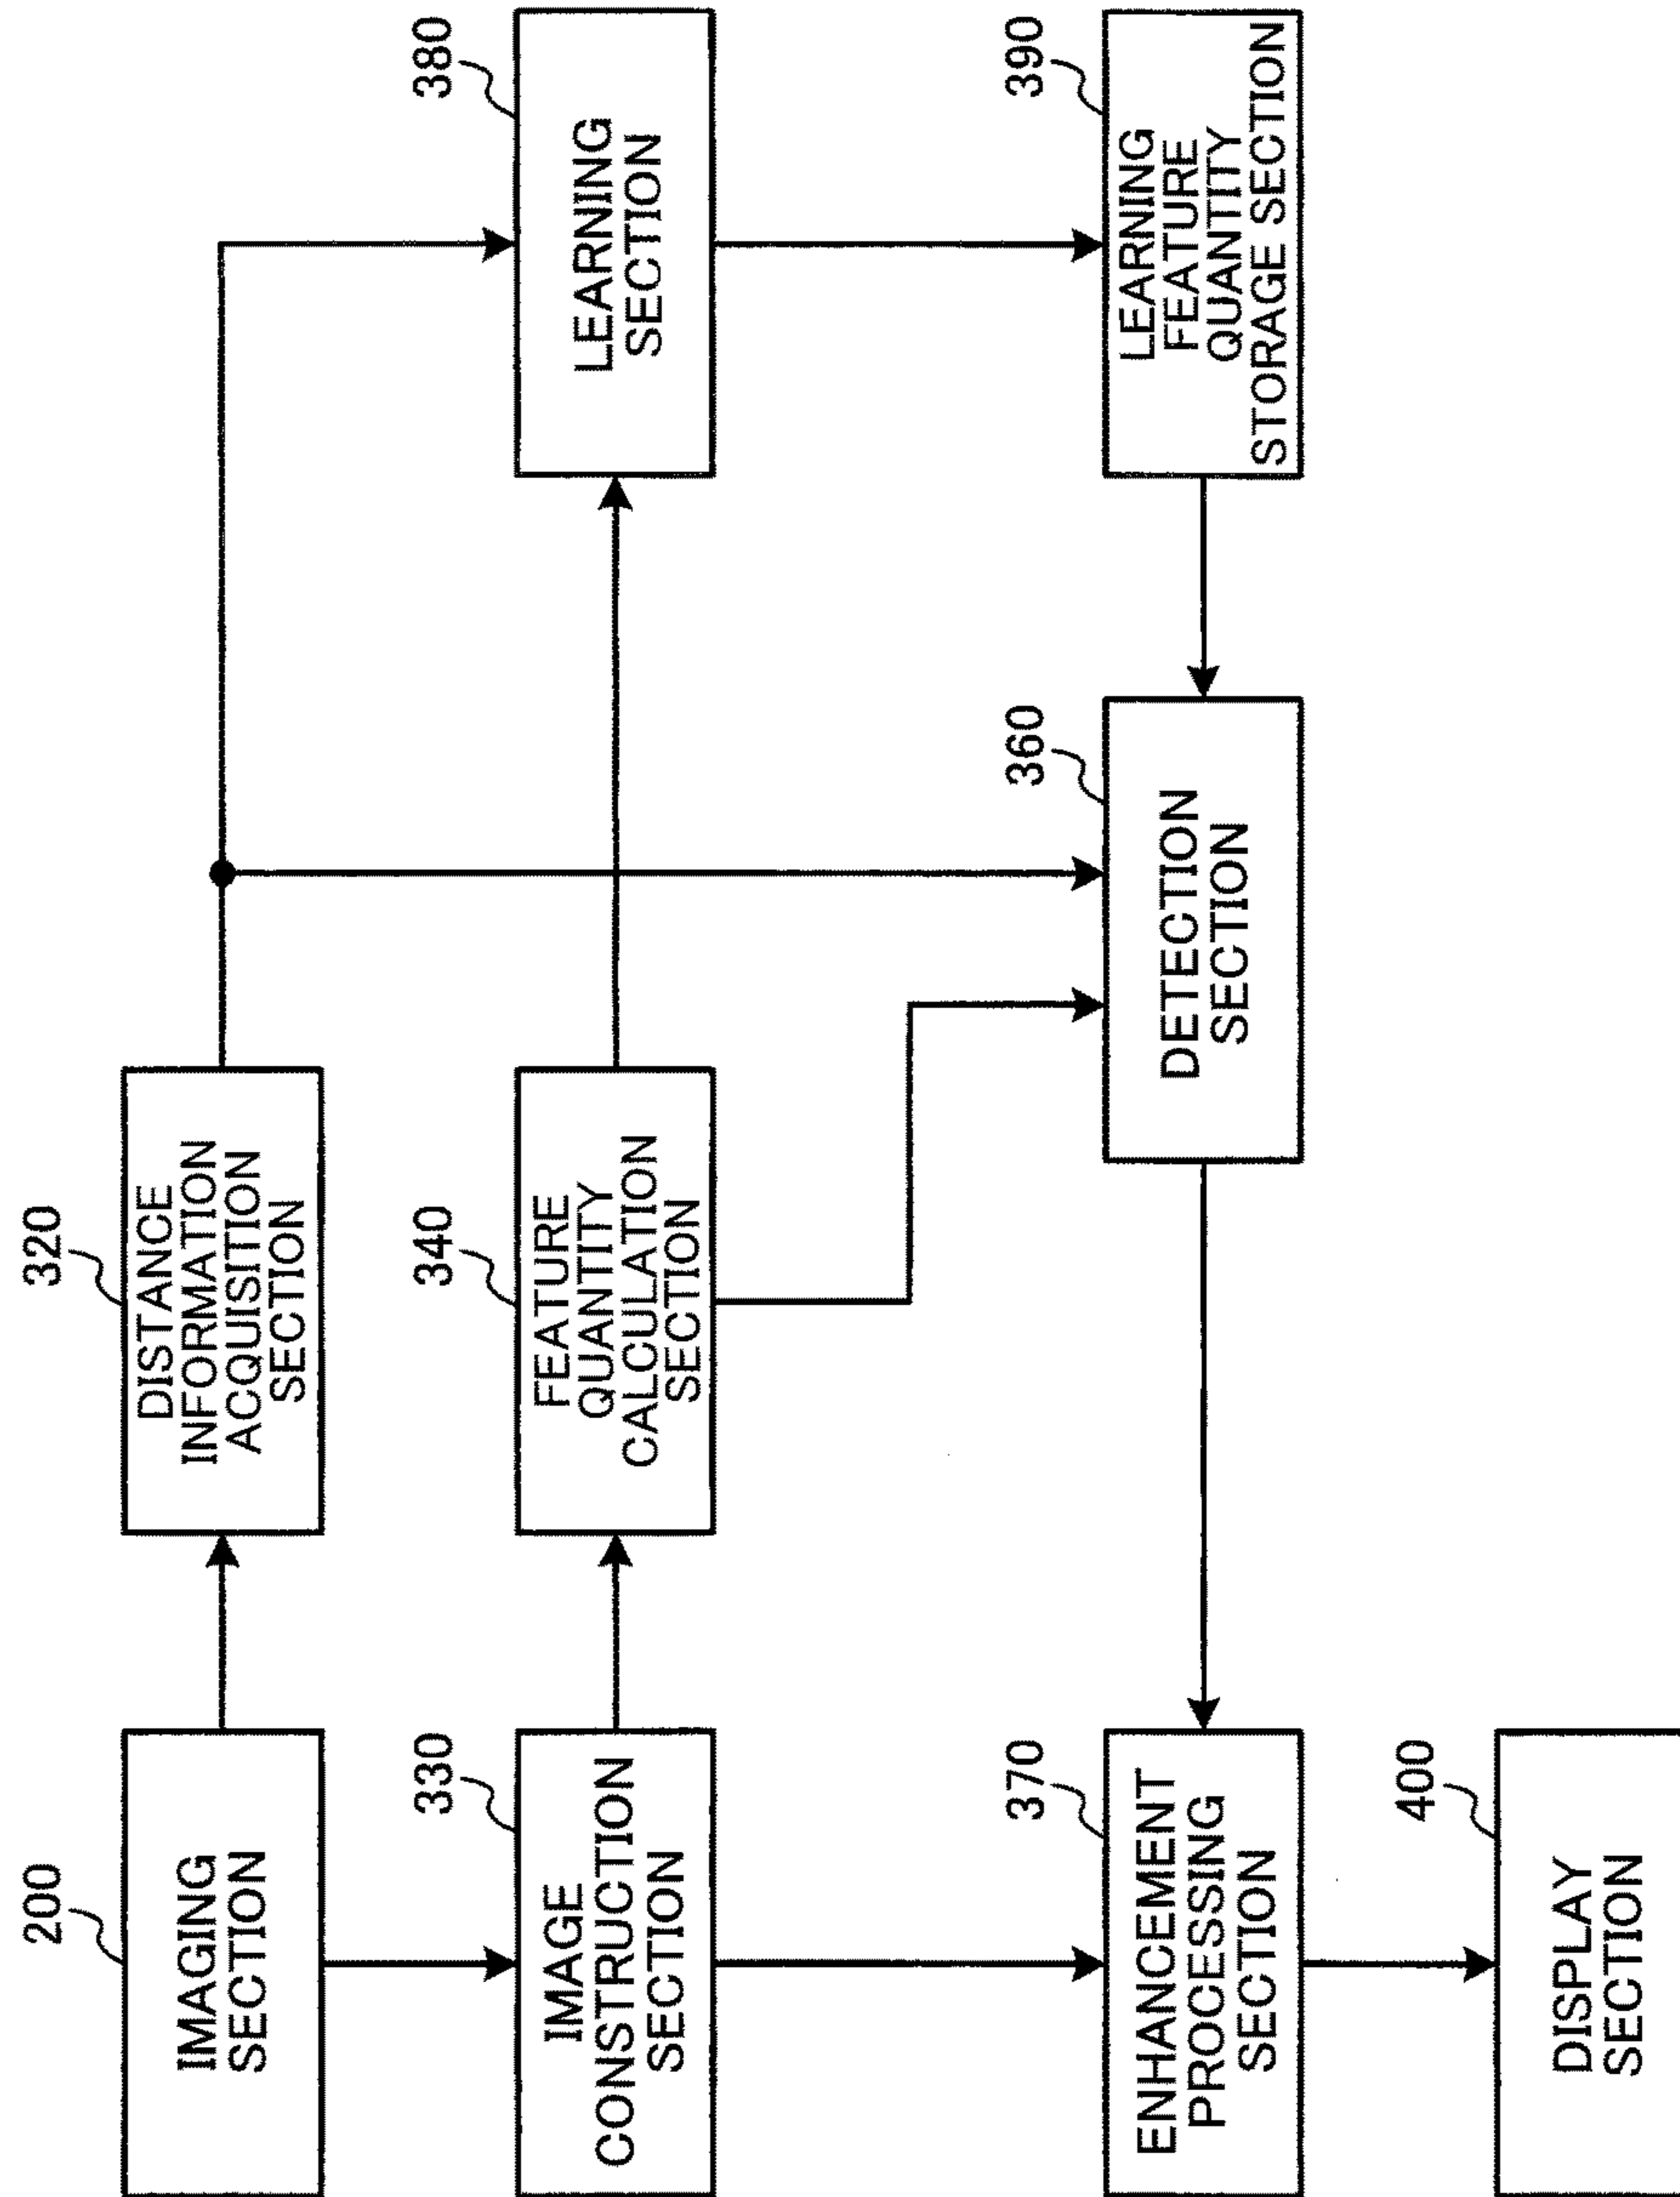 200
IMAGING
SECTION
320
DISTANCE
INFORMATION
ACQUISITION
SECTION
330
IMAGE
CONSTRUCTION
SECTION
340
FEATURE
QUANTITY
CALCULATION
SECTION
380
LEARNING
SECTION
370
ENHANCEMENT
PROCESSING
SECTION
360
DETECTION
SECTION
390
LEARNING
FEATURE
QUANTITY
STORAGE SECTION
400
DISPLAY
SECTION